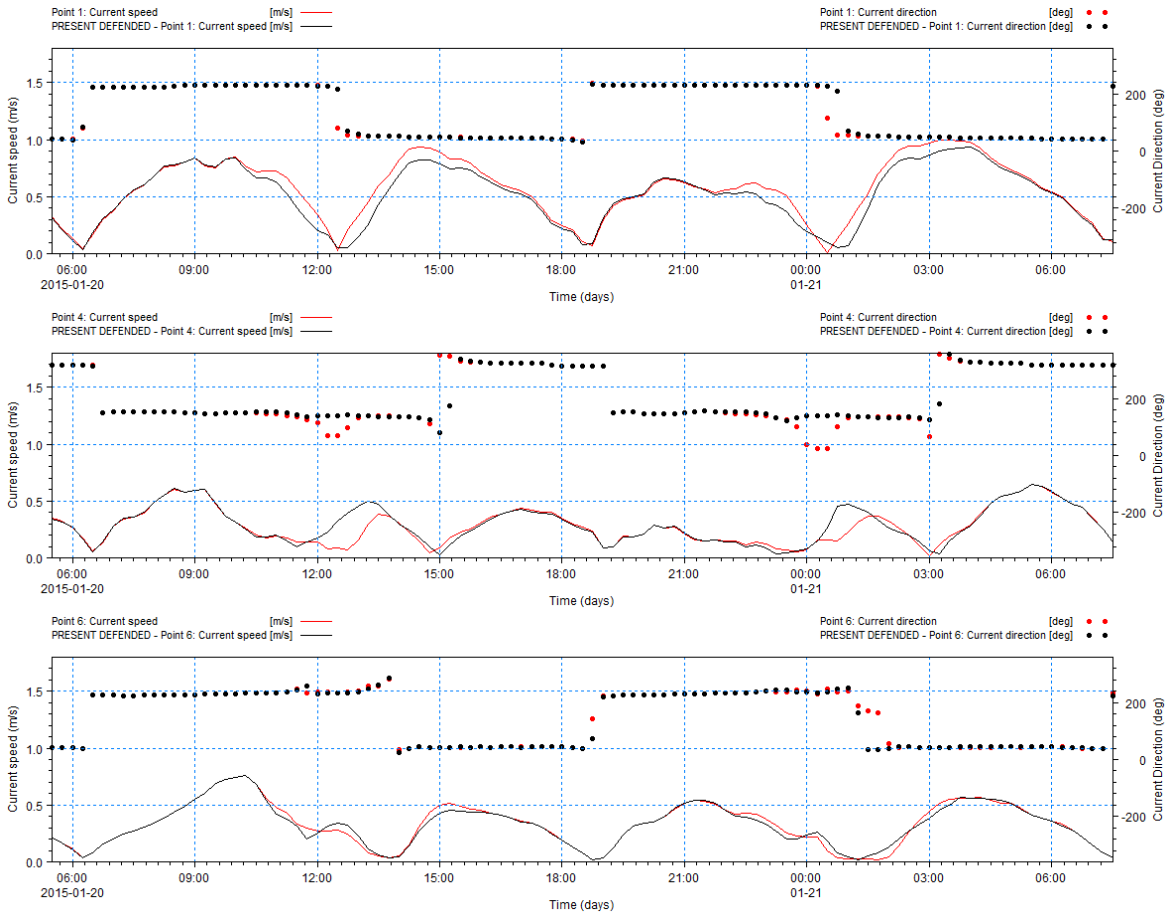 Point 1: Current speed [m/s] Point 1: Current direction [deg]
PRESENT DEFENDED - Point 1: Current speed [m/s] PRESENT DEFENDED - Point 1: Current direction [deg]
Current speed (m/s)
1.5
1.0
0.5
0.0
200
0
-200
Current Direction (deg)
06:00 09:00 12:00 15:00 18:00 21:00 00:00 03:00 06:00
2015-01-20 01-21
Time (days)
Point 4: Current speed [m/s] Point 4: Current direction [deg]
PRESENT DEFENDED - Point 4: Current speed [m/s] PRESENT DEFENDED - Point 4: Current direction [deg]
Current speed (m/s)
1.5
1.0
0.5
0.0
200
0
-200
Current Direction (deg)
06:00 09:00 12:00 15:00 18:00 21:00 00:00 03:00 06:00
2015-01-20 01-21
Time (days)
Point 6: Current speed [m/s] Point 6: Current direction [deg]
PRESENT DEFENDED - Point 6: Current speed [m/s] PRESENT DEFENDED - Point 6: Current direction [deg]
Current speed (m/s)
1.5
1.0
0.5
0.0
200
0
-200
Current Direction (deg)
06:00 09:00 12:00 15:00 18:00 21:00 00:00 03:00 06:00
2015-01-20 01-21
Time (days)